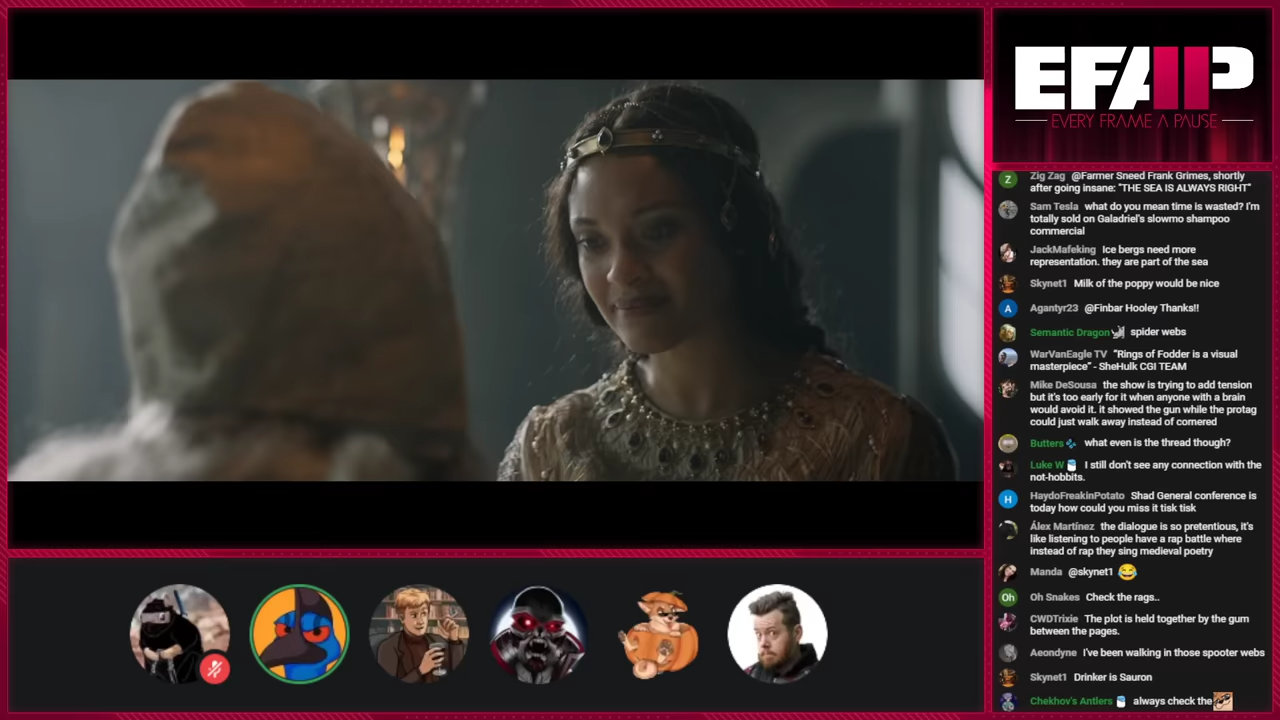 EFAP
EVERY FRAME A PAUSE
Z
Zig Zag @Farmer Sneed Frank Grimes, shortly
after going insane: "THE SEA IS ALWAYS RIGHT"
Sam Tesla what do you mean time is wasted? I'm
totally sold on Galadriel's slowmo shampoo
commercial
JackMafeking Ice bergs need more
representation. they are part of the sea
Skynet1 Milk of the poppy would be nice
A
Agantyr23 @Finbar Hooley Thanks!!
Semantic Dragon spider webs
WarVanEagle TV "Rings of Fodder is a visual
masterpiece" - SheHulk CGI TEAM
Mike DeSousa the show is trying to add tension
but it's too early for it when anyone with a brain
would avoid it. it showed the gun while the protag
could just walk away instead of cornered
Butters what even is the thread though?
Luke W I still don't see any connection with the
not-hobbits.
H
HaydoFreakinPotato Shad General conference is
today how could you miss it tisk tisk
Álex Martínez the dialogue is so pretentious, it's
like listening to people have a rap battle where
instead of rap they sing medieval poetry
Manda @skynet1 😂
Oh
Oh Snakes Check the rags..
CWDTrixie The plot is held together by the gum
between the pages.
Aeondyne I've been walking in those spooter webs
Skynet1 Drinker is Sauron
Chekhov's Antlers always check the